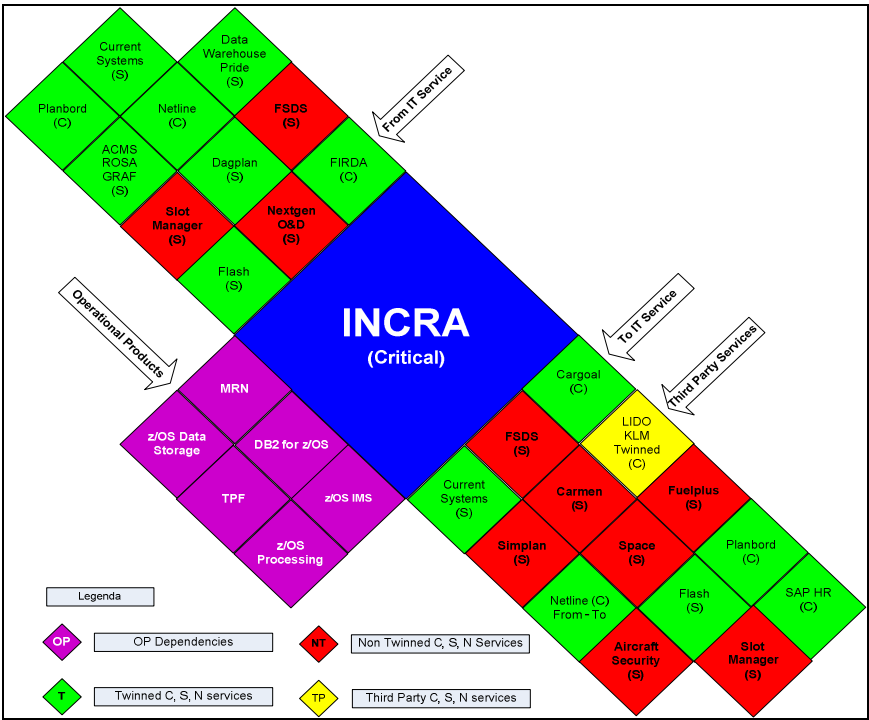 Current
Systems
(S)
Data
Warehouse
Pride
(S)
Planbord
(C)
Netline
(C)
FSDS
(S)
From IT Service
ACMS
ROSA
GRAF
(S)
Dagplan
(S)
FIRDA
(C)
Slot
Manager
(S)
Nextgen
O&D
(S)
Flash
(S)
INCRA
(Critical)
Operational Products
To IT Service
Third Party Services
MRN
z/OS Data
Storage
DB2 for z/OS
TPF
z/OS IMS
z/OS
Processing
Cargoal
(C)
FSDS
(S)
LIDO
KLM
Twinned
(C)
Current
Systems
(S)
Carmen
(S)
Fuelplus
(S)
Simplan
(S)
Space
(S)
Planbord
(C)
Netline (C)
From - To
Flash
(S)
SAP HR
(C)
Aircraft
Security
(S)
Slot
Manager
(S)
Legenda
OP
OP Dependencies
NT
Non Twinned C, S, N Services
T
Twinned C, S, N services
TP
Third Party C, S, N services